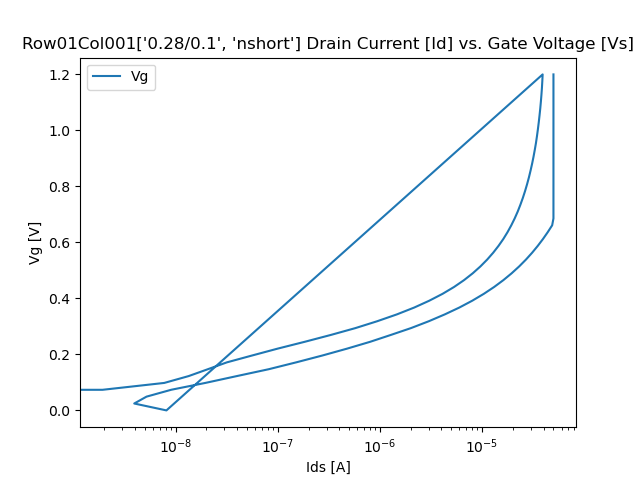 Row01Col001['0.28/0.1', 'nshort'] Drain Current [Id] vs. Gate Voltage [Vs]
Vg
1.2
1.0
0.8
0.6
0.4
0.2
0.0
Vg [V]
10⁻⁸ 10⁻⁷ 10⁻⁶ 10⁻⁵
Ids [A]